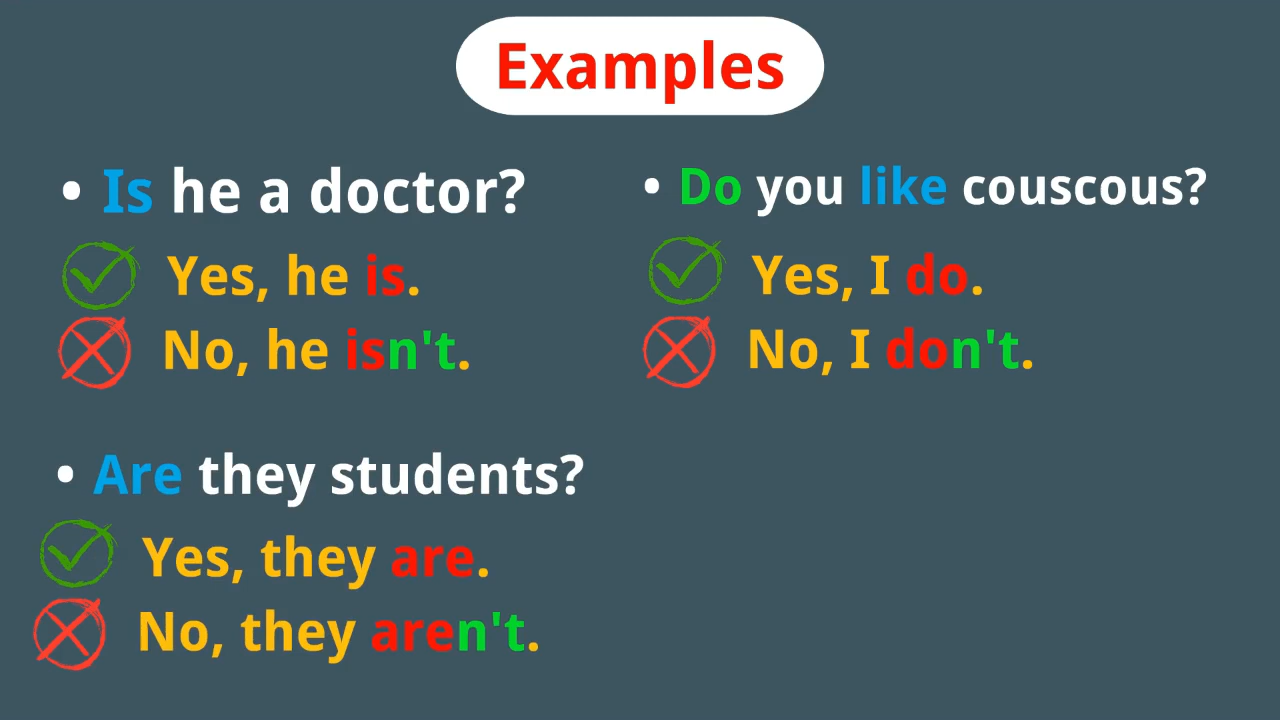 Examples
• Is he a doctor?
Yes, he is.
No, he isn't.
• Do you like couscous?
Yes, I do.
No, I don't.
• Are they students?
Yes, they are.
No, they aren't.